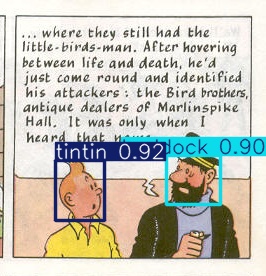 ... where they still had the
little-birds-man. After hovering
between life and death, he'd
just come round and identified
his attackers: the Bird brothers,
antique dealers of Marlinspike
Hall. It was only when I
heard that
tintin 0.92
dock 0.90